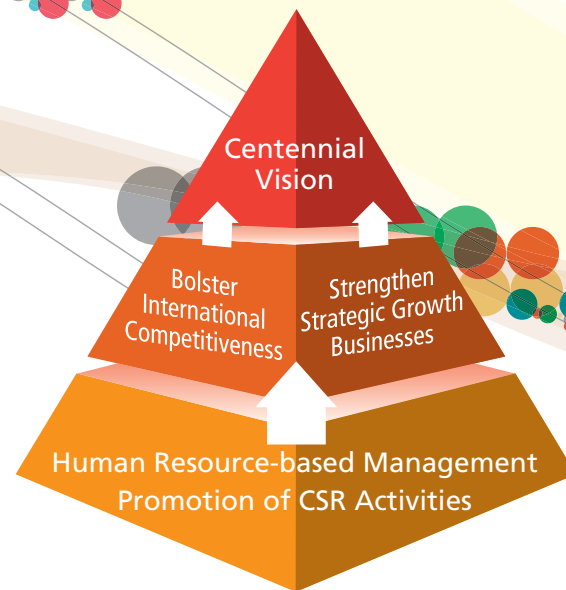 Centennial
Vision
Bolster
International
Competitiveness
Strengthen
Strategic Growth
Businesses
Human Resource-based Management
Promotion of CSR Activities